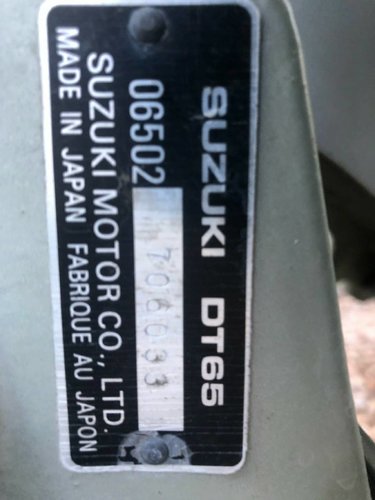 SUZUKI DT65
06502 706033
SUZUKI MOTOR CO., LTD.
MADE IN JAPAN FABRIQUE AU JAPON